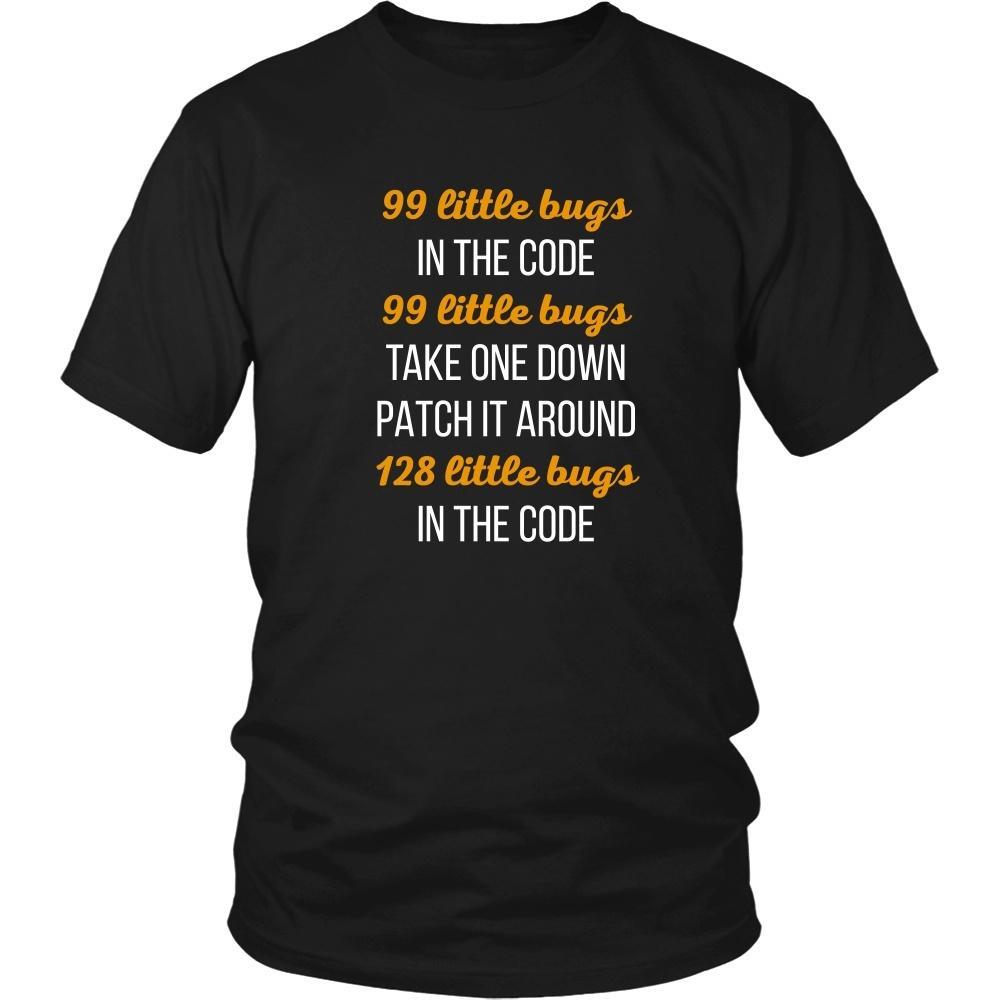 99 little bugs
IN THE CODE
99 little bugs
TAKE ONE DOWN
PATCH IT AROUND
128 little bugs
IN THE CODE